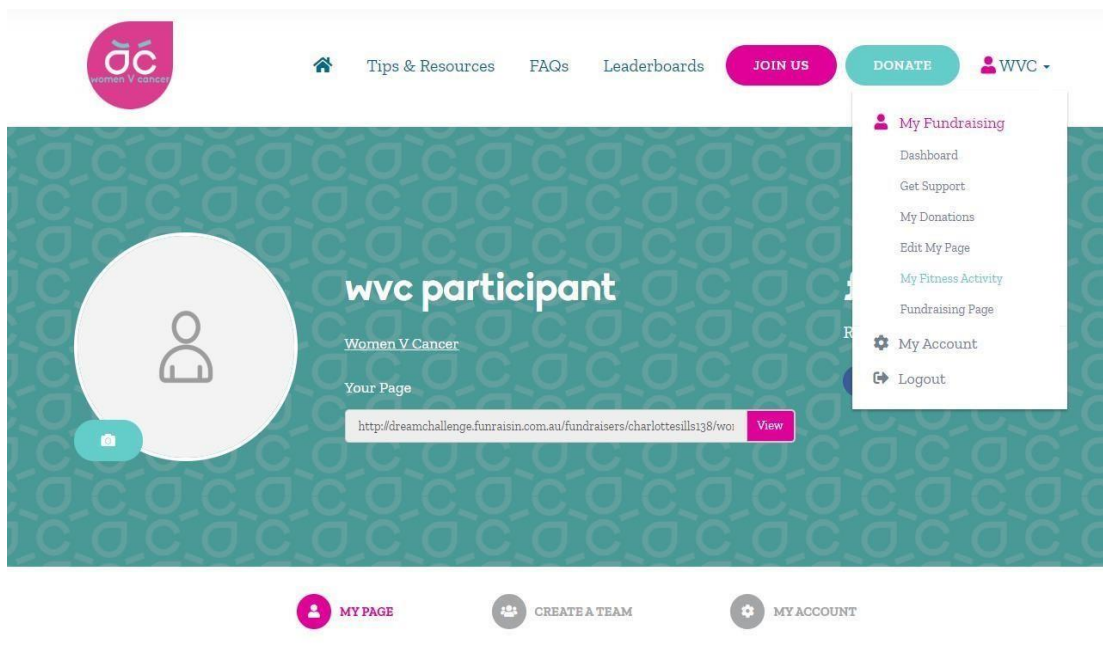 women V cancer
Tips & Resources FAQs Leaderboards JOIN US DONATE WVC
My Fundraising
Dashboard
Get Support
My Donations
Edit My Page
My Fitness Activity
Fundraising Page
My Account
Logout
wvc participant
Women V Cancer
Your Page
http://dreamchallenge.funraisin.com.au/fundraisers/charlottesills138/wo View
MY PAGE CREATE A TEAM MY ACCOUNT